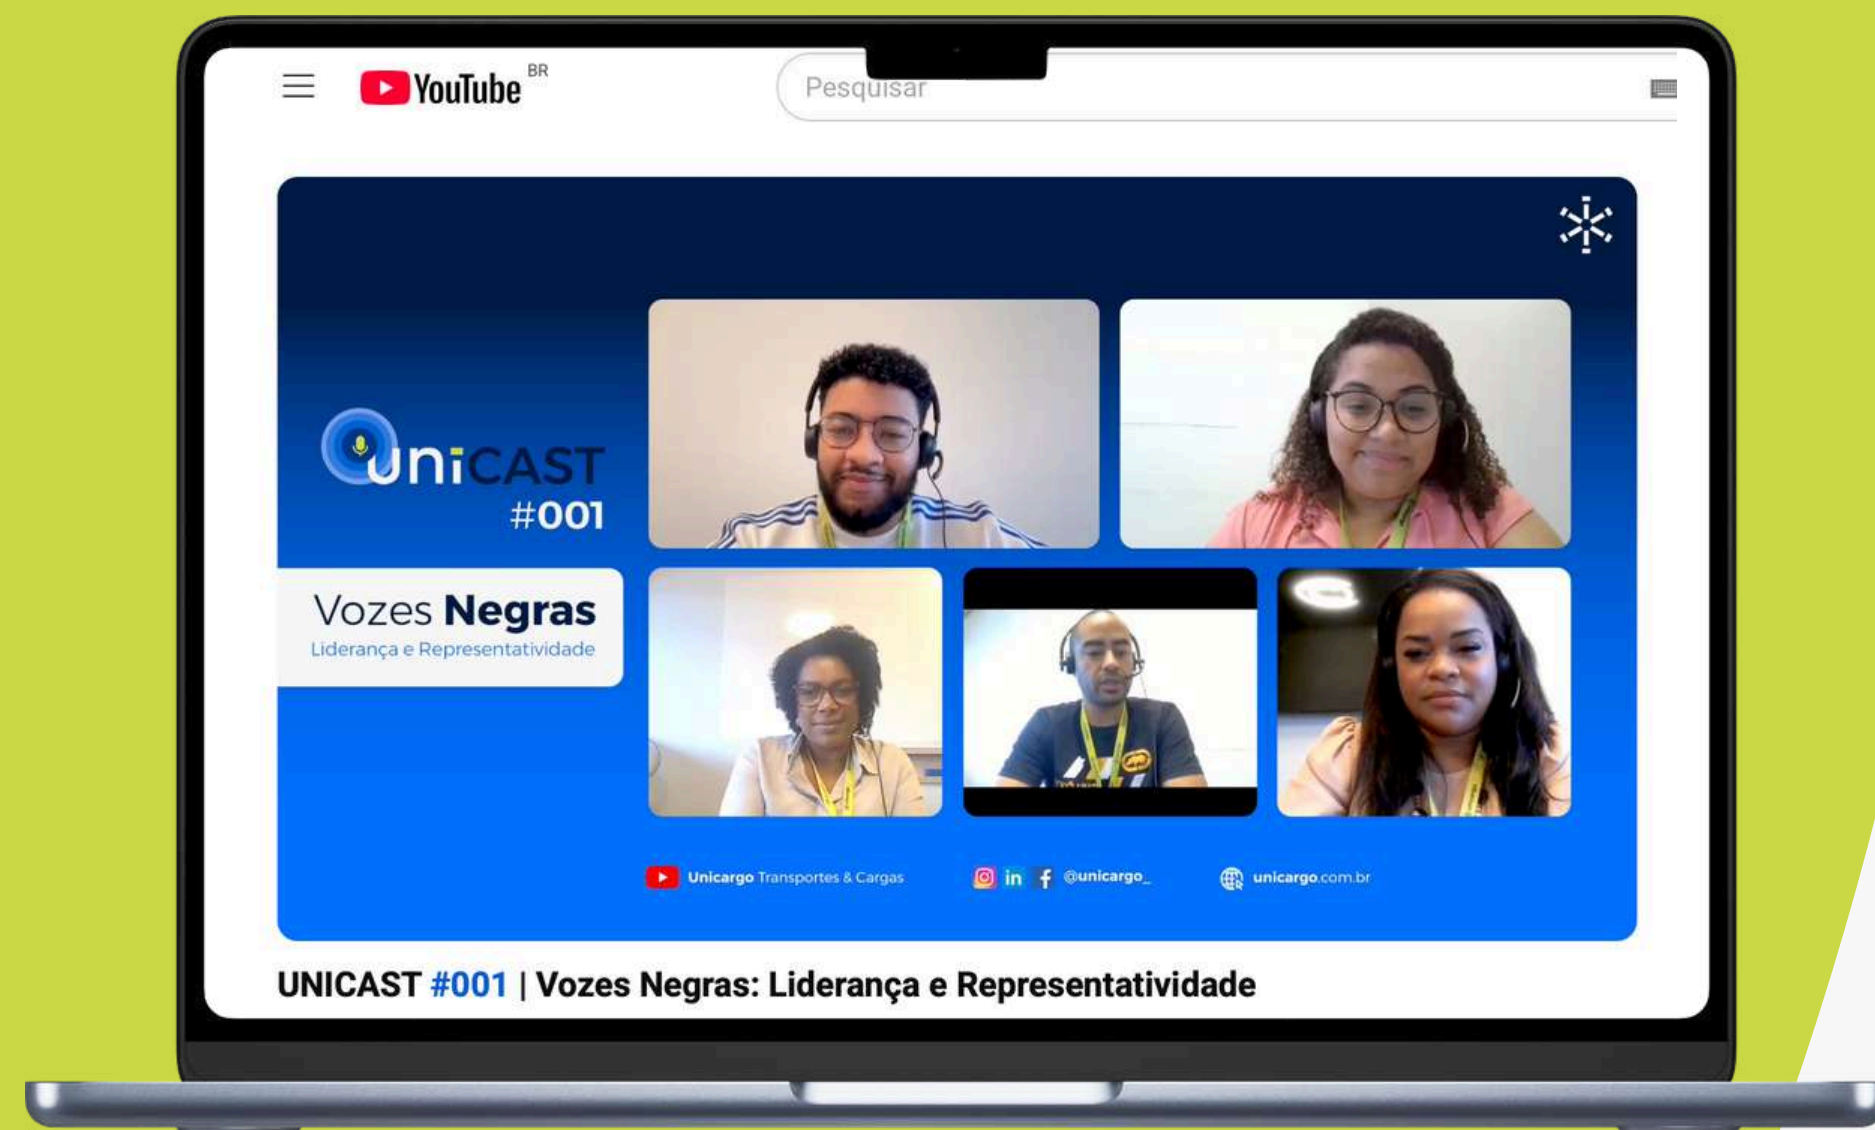 YouTube BR
Pesquisar
uniCAST
#001
Vozes Negras
Liderança e Representatividade
Unicargo Transportes & Cargas
in f @unicargo_
unicargo.com.br
UNICAST #001 | Vozes Negras: Liderança e Representatividade